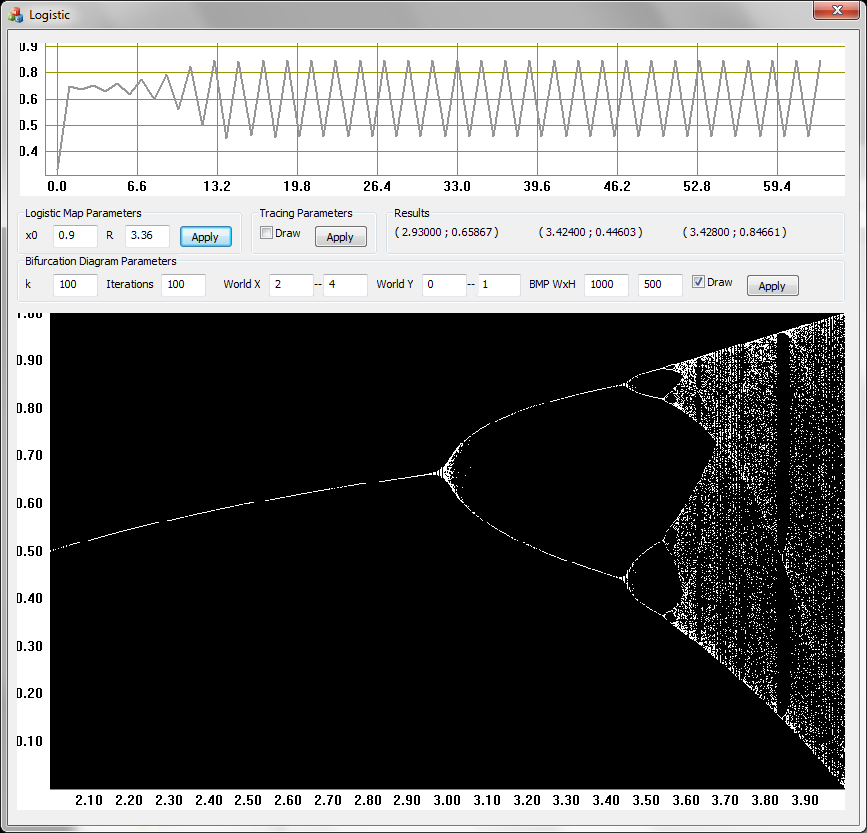 Logistic
0.9
0.8
0.6
0.5
0.4
0.0 6.6 13.2 19.8 26.4 33.0 39.6 46.2 52.8 59.4
Logistic Map Parameters Tracing Parameters Results
x0 0.9 R 3.36 Apply Draw Apply ( 2.93000 ; 0.65867 ) ( 3.42400 ; 0.44603 ) ( 3.42800 ; 0.84661 )
Bifurcation Diagram Parameters
k 100 Iterations 100 World X 2 -- 4 World Y 0 -- 1 BMP WxH 1000 500 Draw Apply
1.00
0.90
0.80
0.70
0.60
0.50
0.40
0.30
0.20
0.10
2.10 2.20 2.30 2.40 2.50 2.60 2.70 2.80 2.90 3.00 3.10 3.20 3.30 3.40 3.50 3.60 3.70 3.80 3.90